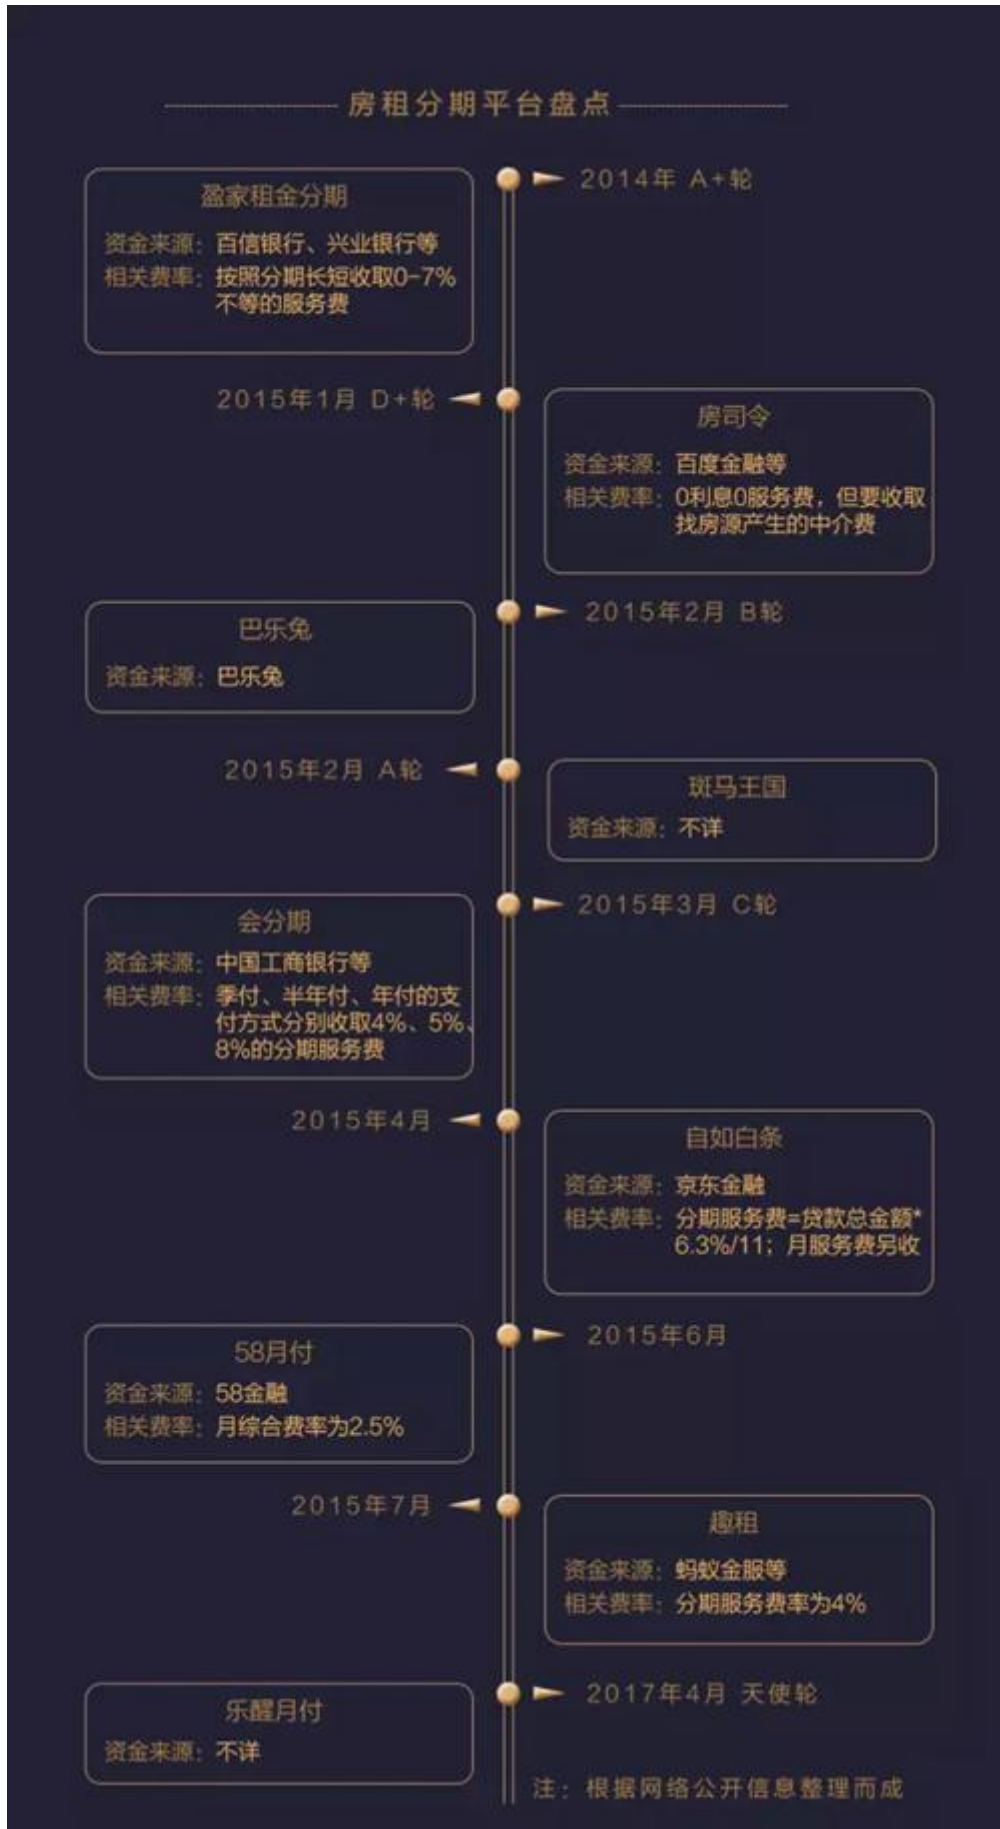 房租分期平台盘点
2014年 A+轮
盈家租金分期
资金来源：百信银行、兴业银行等
相关费率：按照分期长短收取0-7%
不等的服务费
2015年1月 D+轮
房司令
资金来源：百度金融等
相关费率：0利息0服务费，但要收取
找房源产生的中介费
2015年2月 B轮
巴乐兔
资金来源：巴乐兔
2015年2月 A轮
斑马王国
资金来源：不详
2015年3月 C轮
会分期
资金来源：中国工商银行等
相关费率：季付、半年付、年付的支
付方式分别收取4%、5%、
8%的分期服务费
2015年4月
自如白条
资金来源：京东金融
相关费率：分期服务费=贷款总金额*
6.3%/11；月服务费另收
2015年6月
58月付
资金来源：58金融
相关费率：月综合费率为2.5%
2015年7月
趣租
资金来源：蚂蚁金服等
相关费率：分期服务费率为4%
2017年4月 天使轮
乐醒月付
资金来源：不详
注：根据网络公开信息整理而成